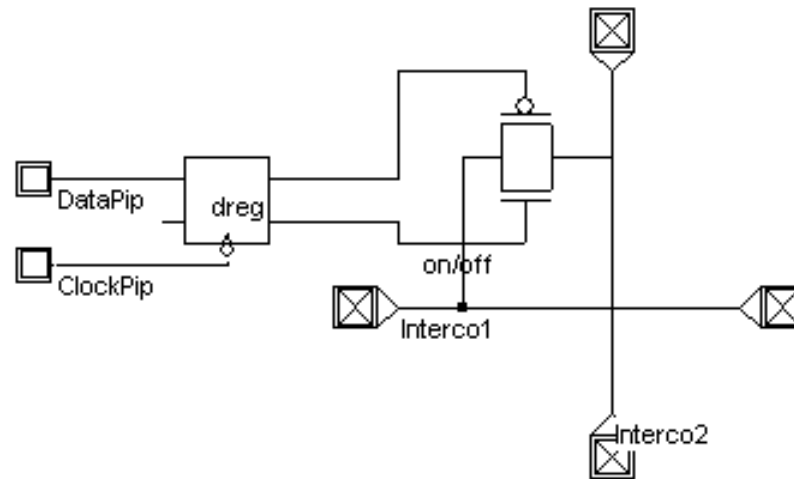 DataPip
dreg
ClockPip
on/off
Interco1
Interco2